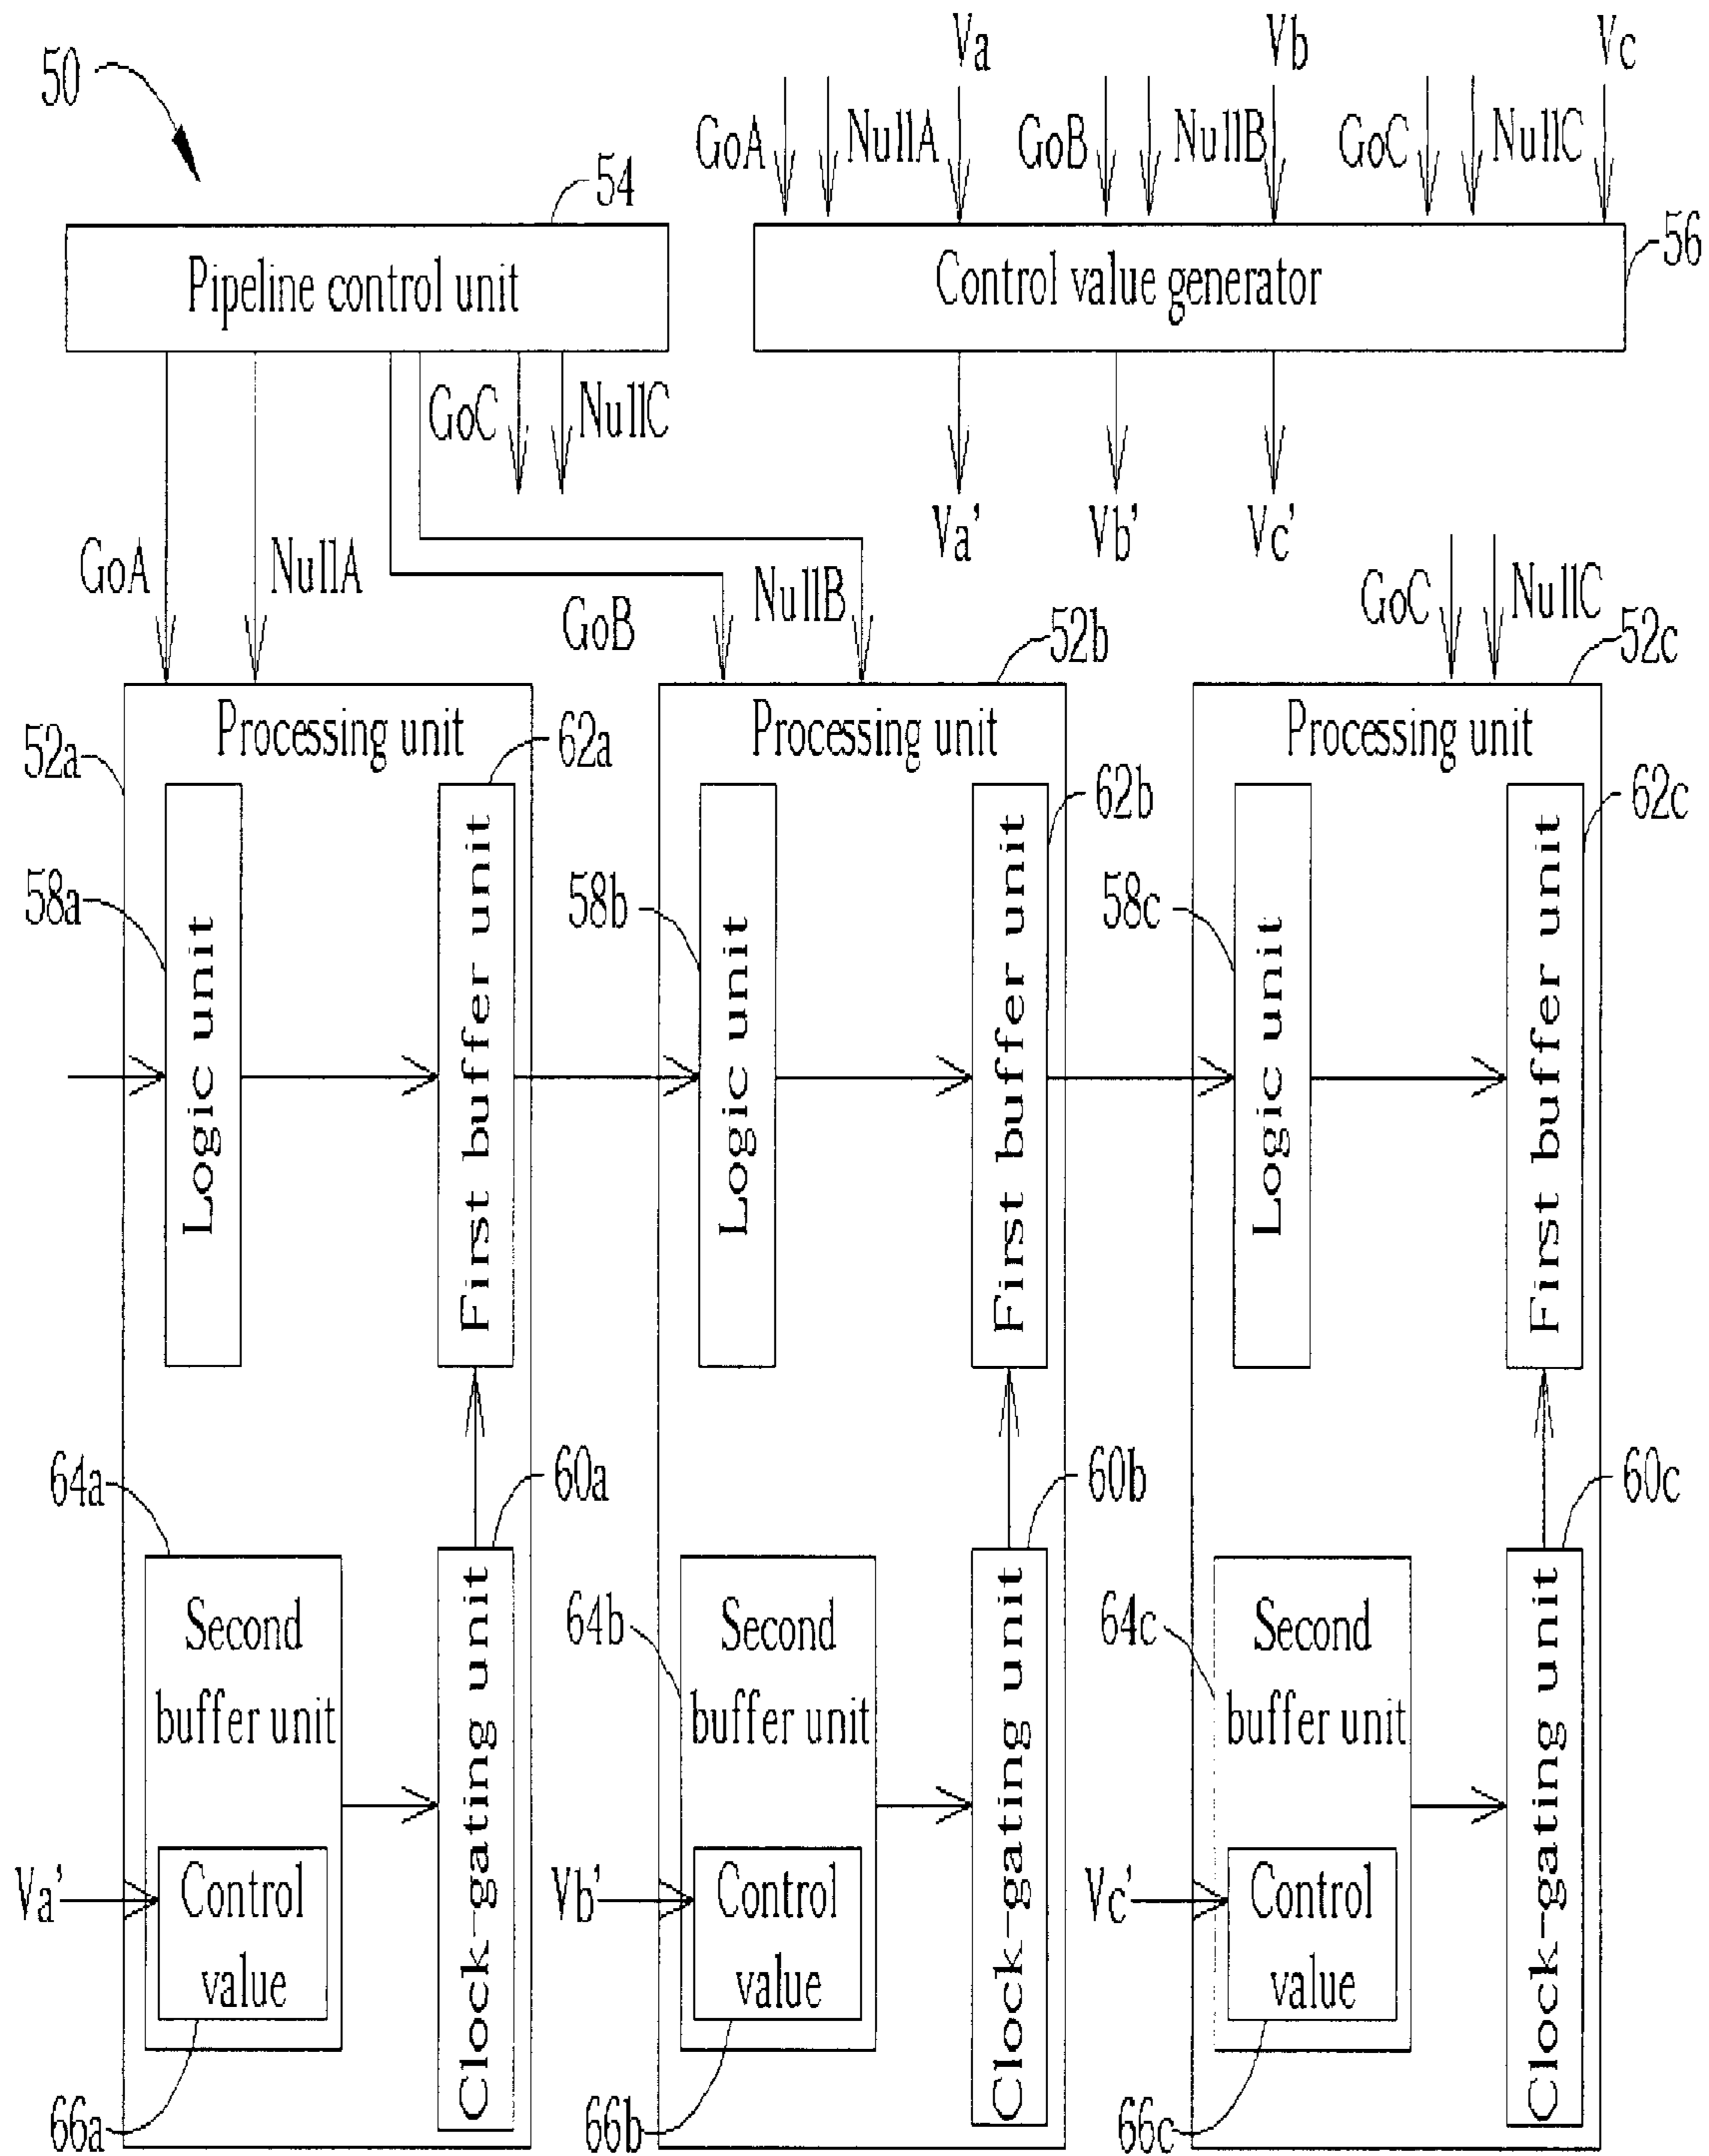 50
Va
Vb
Vc
GoA
NullA
GoB
NullB
GoC
NullC
54
56
Pipeline control unit
Control value generator
GoC
NullC
Va'
Vb'
Vc'
GoA
NullA
GoB
NullB
GoC
NullC
52b
52c
52a
Processing unit
62a
Processing unit
62b
Processing unit
62c
58a
Logic unit
First buffer unit
58b
Logic unit
First buffer unit
58c
Logic unit
First buffer unit
64a
60a
60b
60c
Second
buffer unit
64b
Second
buffer unit
64c
Second
buffer unit
Clock-gating unit
Clock-gating unit
Clock-gating unit
Va'
Control
value
Vb'
Control
value
Vc'
Control
value
66a
66b
66c